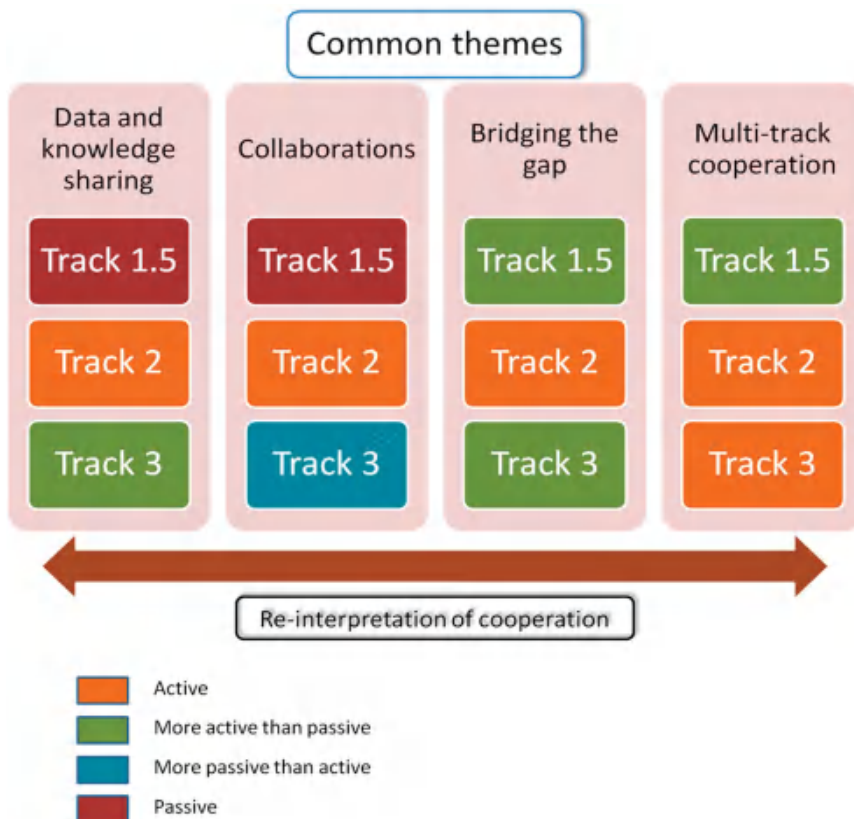 Common themes
Data and
knowledge
sharing
Track 1.5
Track 2
Track 3
Collaborations
Track 1.5
Track 2
Track 3
Bridging the
gap
Track 1.5
Track 2
Track 3
Multi-track
cooperation
Track 1.5
Track 2
Track 3
Re-interpretation of cooperation
Active
More active than passive
More passive than active
Passive